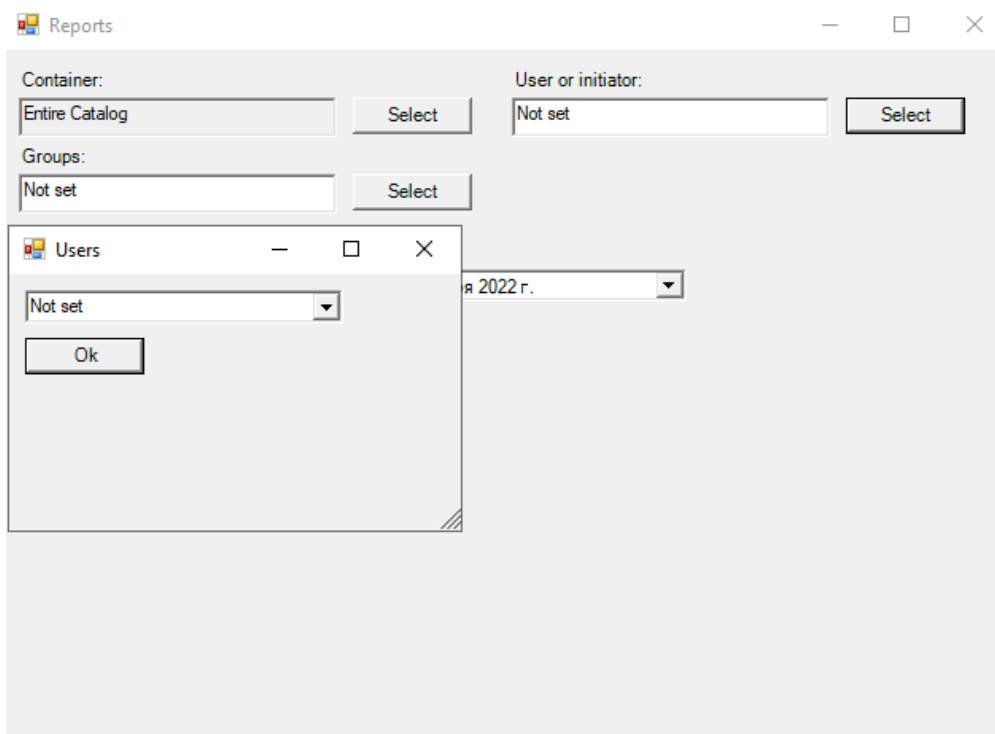 Reports
Container:
User or initiator:
Entire Catalog
Select
Not set
Select
Groups:
Not set
Select
Users
2022 г.
Not set
Ok